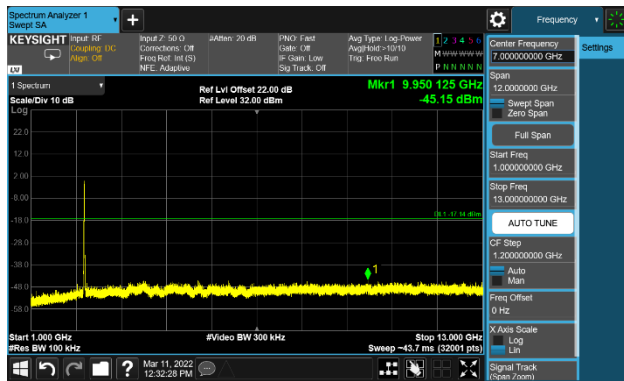 Spectrum Analyzer 1
Swept SA
+
Frequency
KEYSIGHT
Input: RF
Coupling: DC
Align: Off
Input Z: 50 Ω
Corrections: Off
Freq Ref: Int (S)
NFE: Adaptive
#Atten: 20 dB
PNO: Fast
Gate: Off
IF Gain: Low
Sig Track: Off
Avg Type: Log-Power
Avg|Hold:>10/10
Trig: Free Run
1 2 3 4 5 6
M W W W W W
P N N N N N
LXI
1 Spectrum
Scale/Div 10 dB
Ref Lvl Offset 22.00 dB
Ref Level 32.00 dBm
Mkr1 9.950 125 GHz
-45.15 dBm
Log
22.0
12.0
2.00
-8.00
-18.0
-28.0
-38.0
-48.0
-58.0
DL1 -17.14 dBm
1
Start 1.000 GHz
#Res BW 100 kHz
#Video BW 300 kHz
Stop 13.000 GHz
Sweep ~43.7 ms (32001 pts)
Mar 11, 2022
12:32:28 PM
?
Center Frequency
7.000000000 GHz
Settings
Span
12.0000000 GHz
Swept Span
Zero Span
Full Span
Start Freq
1.000000000 GHz
Stop Freq
13.000000000 GHz
AUTO TUNE
CF Step
1.200000000 GHz
Auto
Man
Freq Offset
0 Hz
X Axis Scale
Log
Lin
Signal Track
(Span Zoom)